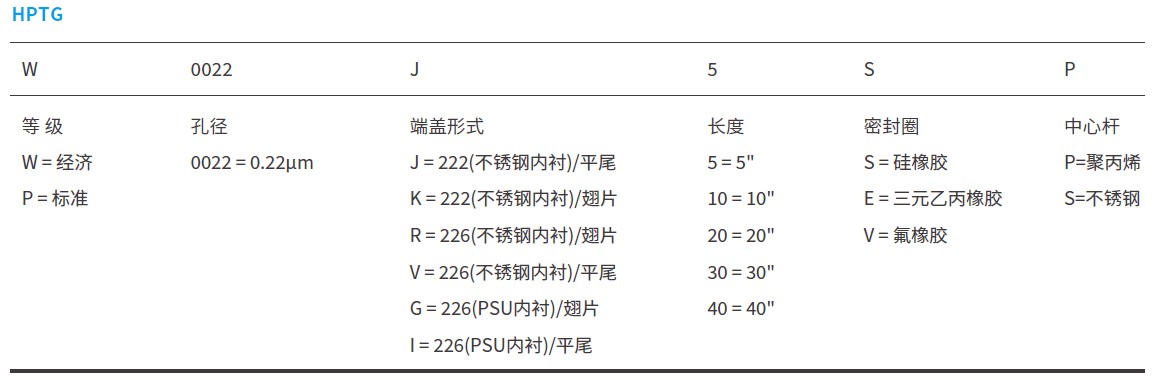 HPTG
W 0022 J 5 S P
等 级 孔径 端盖形式 长度 密封圈 中心杆
W = 经济 0022 = 0.22μm J = 222(不锈钢内衬)/平尾 5 = 5" S = 硅橡胶 P=聚丙烯
P = 标准 K = 222(不锈钢内衬)/翅片 10 = 10" E = 三元乙丙橡胶 S=不锈钢
R = 226(不锈钢内衬)/翅片 20 = 20" V = 氟橡胶
V = 226(不锈钢内衬)/平尾 30 = 30"
G = 226(PSU内衬)/翅片 40 = 40"
I = 226(PSU内衬)/平尾